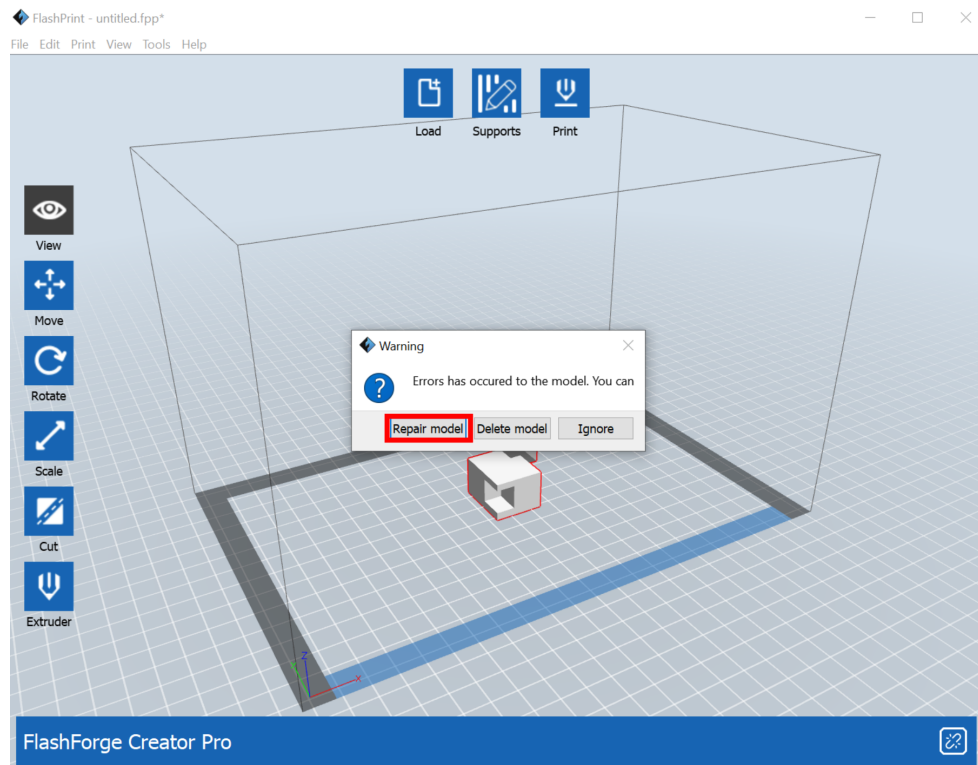 FlashPrint - untitled.fpp*
File Edit Print View Tools Help
Load Supports Print
View
Move
Rotate
Scale
Cut
Extruder
Warning
Errors has occured to the model. You can
Repair model Delete model Ignore
Z
Y
X
FlashForge Creator Pro